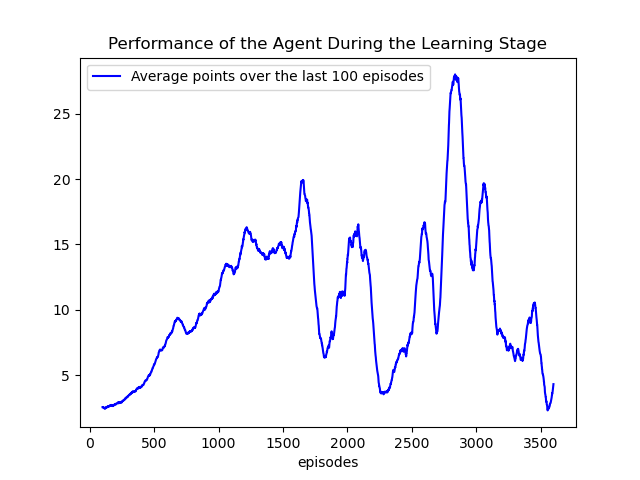 Performance of the Agent During the Learning Stage
Average points over the last 100 episodes
25
20
15
10
5
0 500 1000 1500 2000 2500 3000 3500
episodes